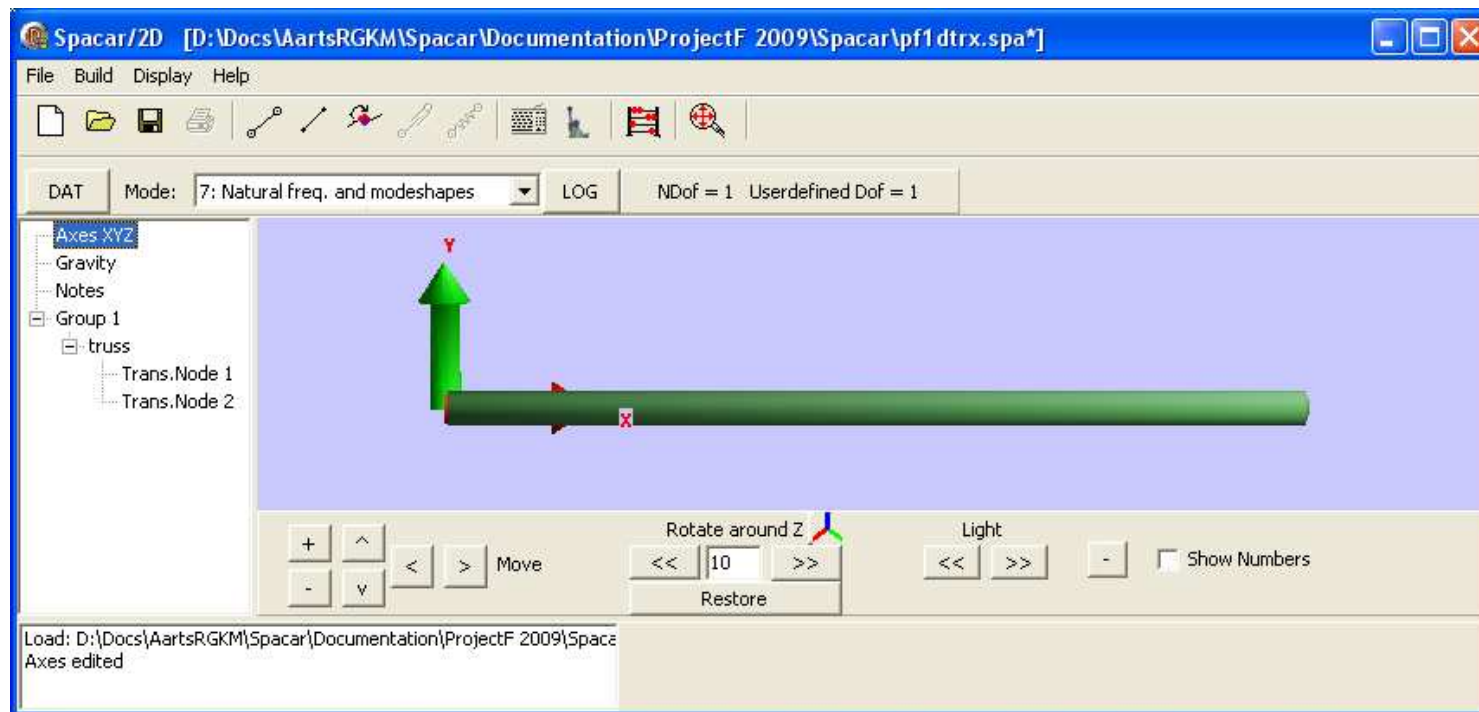 Spacar/2D [D:\Docs\AartsRGKM\Spacar\Documentation\ProjectF 2009\Spacar\pf1dtrx.spa*]
File Build Display Help
DAT Mode: 7: Natural freq. and modeshapes LOG NDof = 1 Userdefined Dof = 1
Axes XYZ
Gravity
Notes
Group 1
truss
Trans.Node 1
Trans.Node 2
Y
X
+ ^ < > Move
- v
Rotate around Z
<< 10 >>
Restore
Light
<< >>
- Show Numbers
Load: D:\Docs\AartsRGKM\Spacar\Documentation\ProjectF 2009\Space
Axes edited